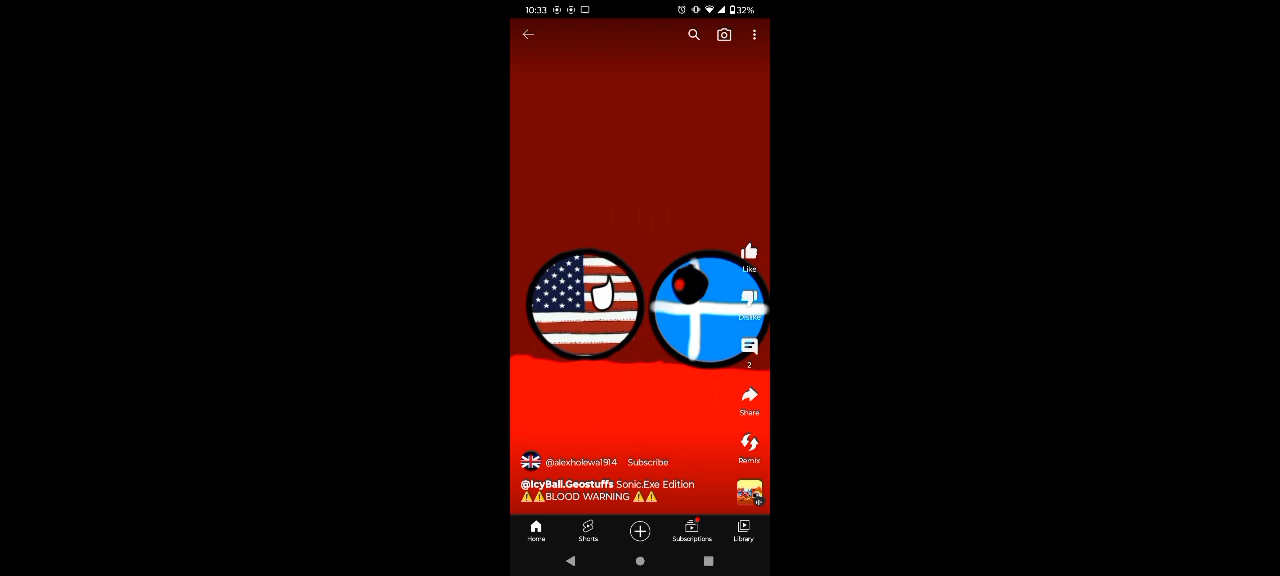 10:33
32%
Like
Dislike
2
Share
@alexholewa1914 Subscribe
Remix
@IcyBall.Geostuffs Sonic.Exe Edition
⚠️⚠️BLOOD WARNING ⚠️⚠️
Home
Shorts
Subscriptions
Library